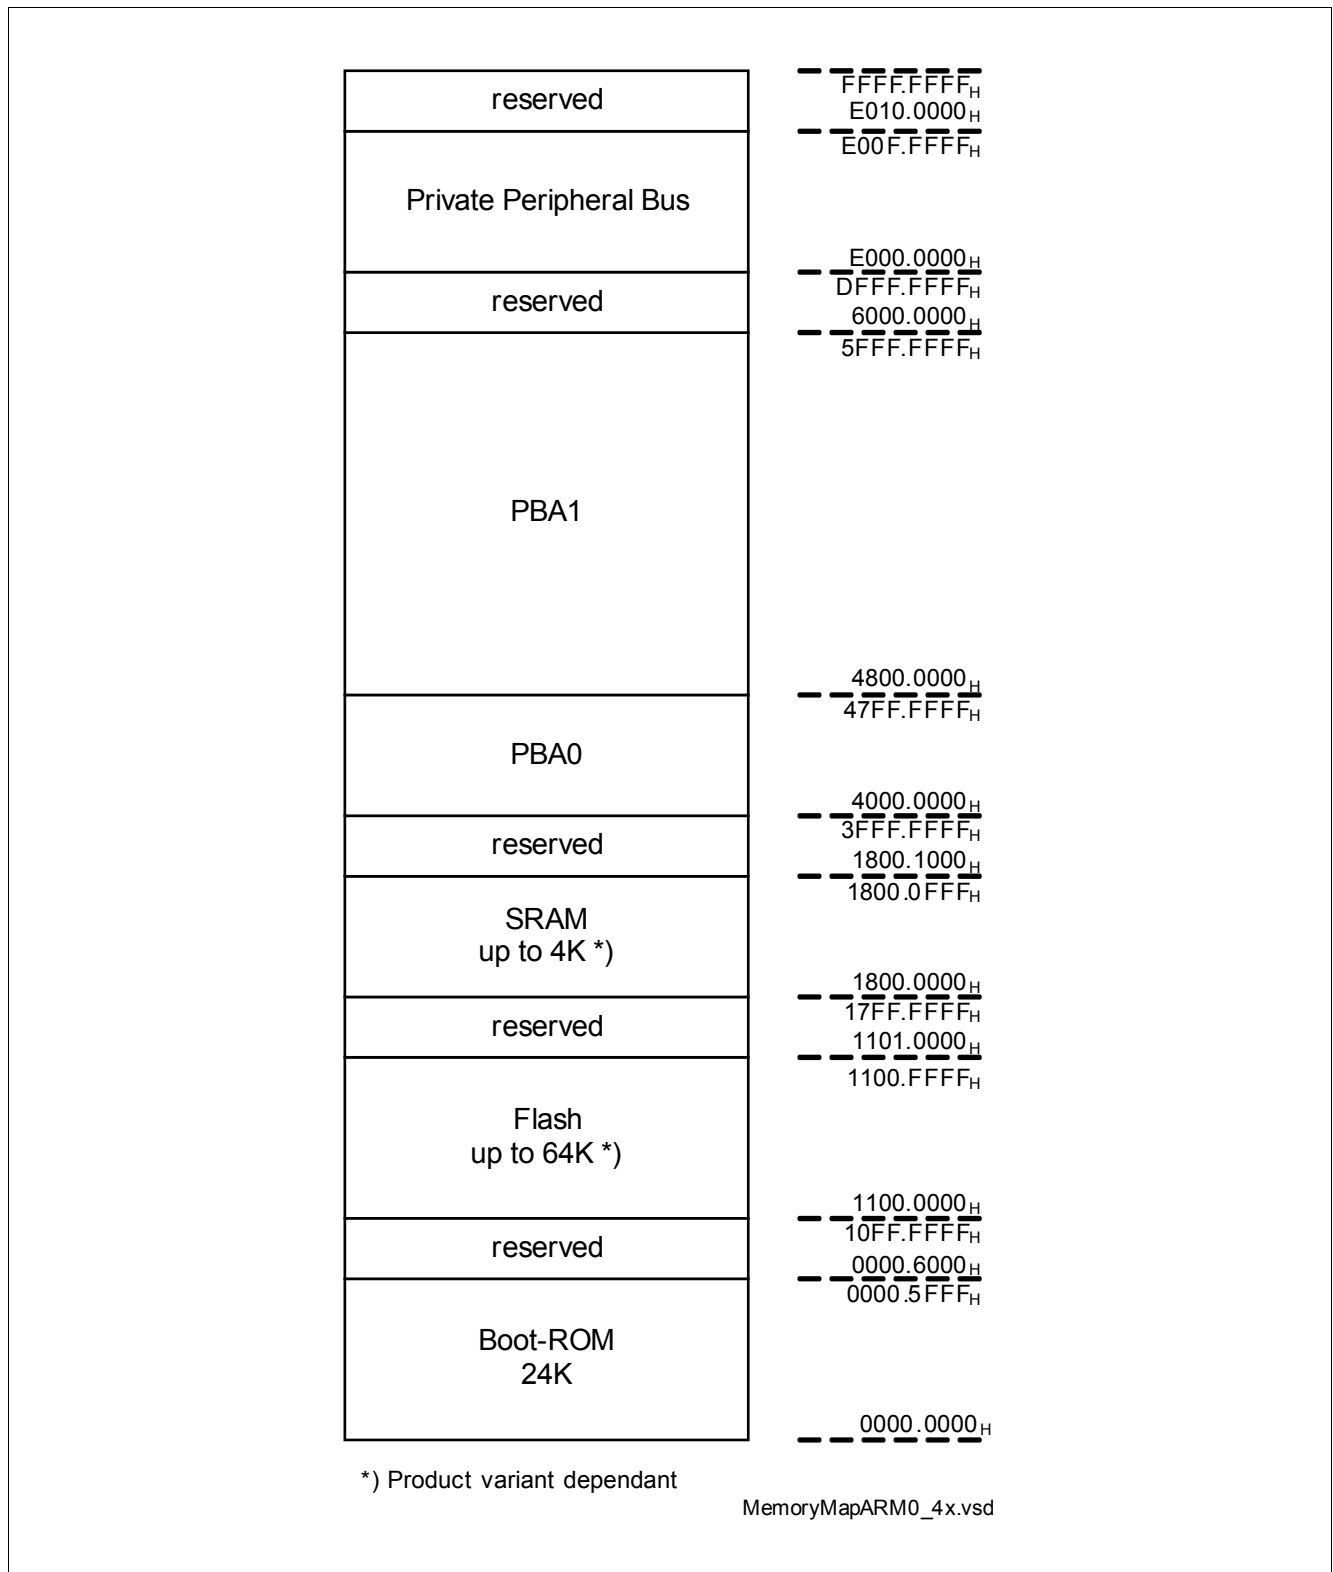 reserved
FFFF.FFFFH
E010.0000H
E00F.FFFFH
Private Peripheral Bus
E000.0000H
DFFF.FFFFH
reserved
6000.0000H
5FFF.FFFFH
PBA1
4800.0000H
47FF.FFFFH
PBA0
4000.0000H
3FFF.FFFFH
reserved
1800.1000H
1800.0FFFH
SRAM
up to 4K *)
1800.0000H
17FF.FFFFH
reserved
1101.0000H
1100.FFFFH
Flash
up to 64K *)
1100.0000H
10FF.FFFFH
reserved
0000.6000H
0000.5FFFH
Boot-ROM
24K
0000.0000H
*) Product variant dependant
MemoryMapARM0_4x.vsd